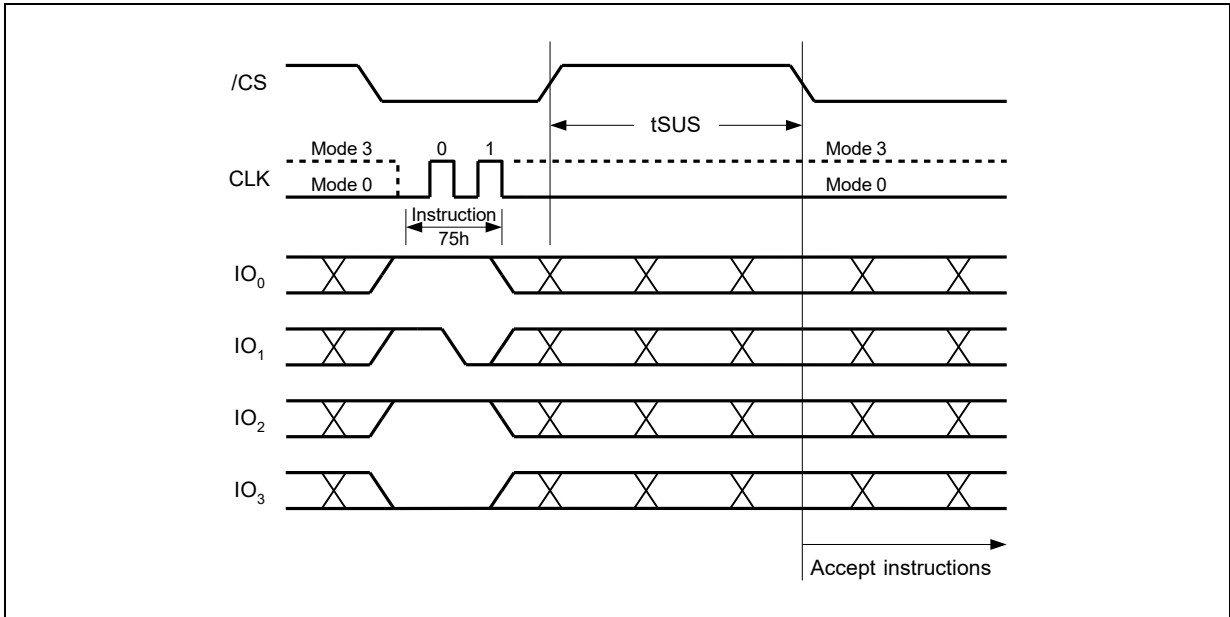 /CS
tSUS
Mode 3 0 1 Mode 3
CLK
Mode 0 Mode 0
Instruction
75h
IO0
IO1
IO2
IO3
Accept instructions